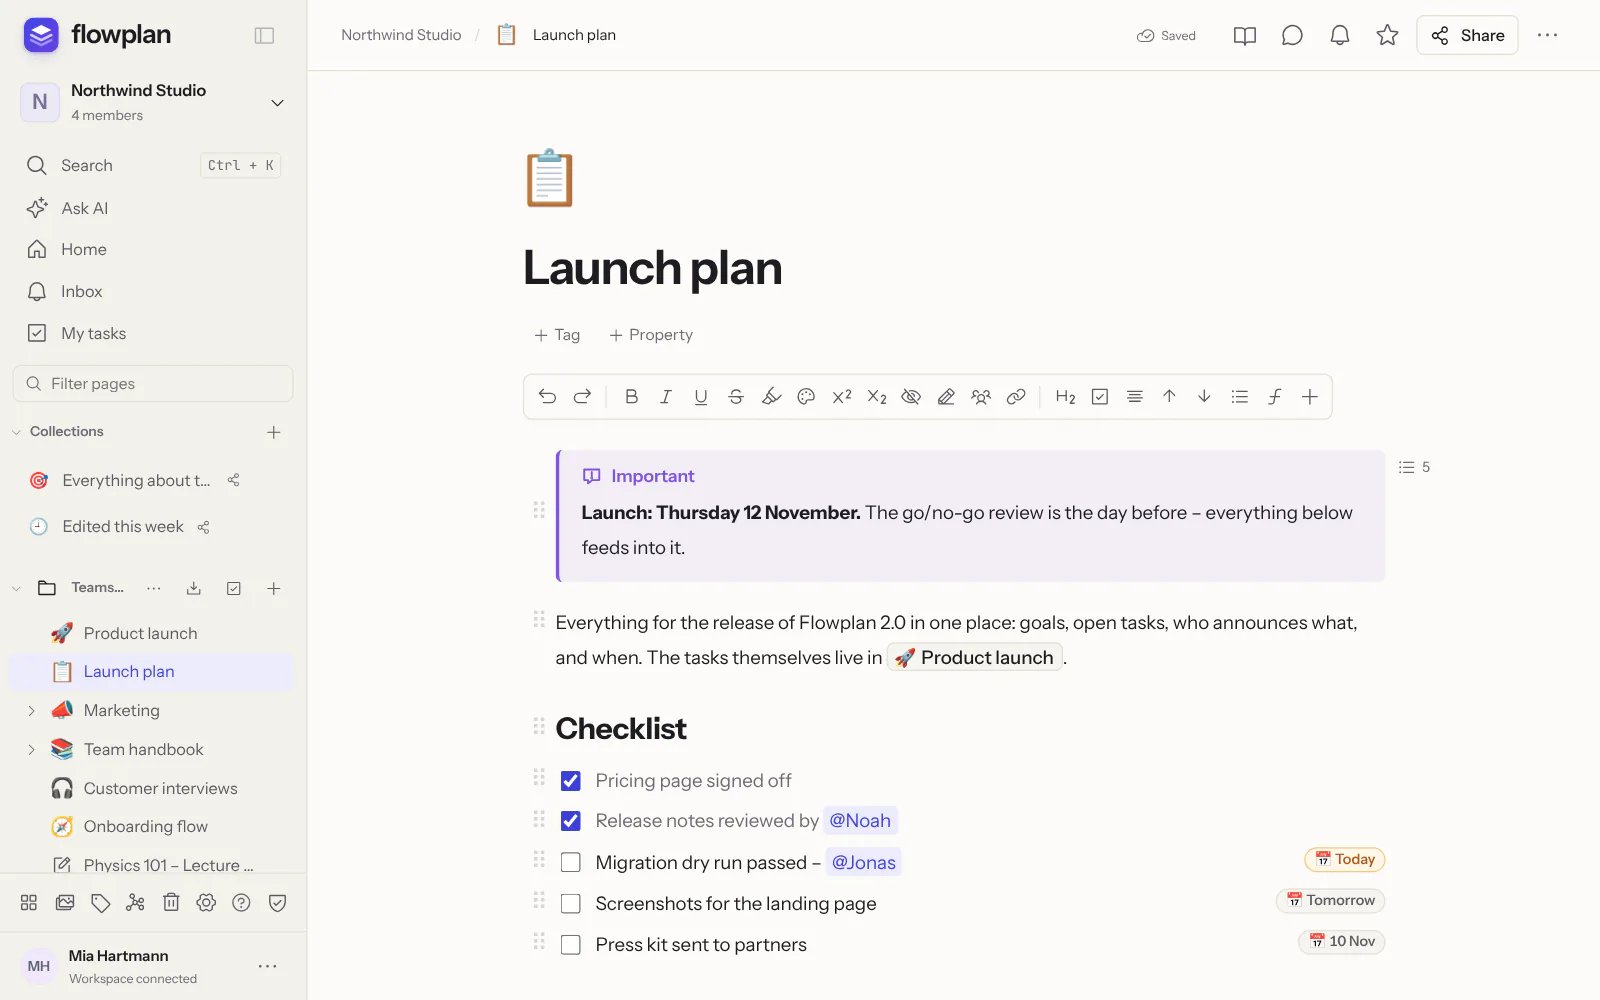 flowplan
N
Northwind Studio
4 members
Search
Ctrl + K
Ask AI
Home
Inbox
My tasks
Filter pages
Collections
Everything about t...
Edited this week
Teams...
Product launch
Launch plan
Marketing
Team handbook
Customer interviews
Onboarding flow
Physics 101 – Lecture ...
MH
Mia Hartmann
Workspace connected
Northwind Studio / Launch plan
Saved
Share
Launch plan
+ Tag
+ Property
B I U S X² X₂ H₂
Important
Launch: Thursday 12 November. The go/no-go review is the day before – everything below
feeds into it.
5
Everything for the release of Flowplan 2.0 in one place: goals, open tasks, who announces what,
and when. The tasks themselves live in 🚀 Product launch.
Checklist
Pricing page signed off
Release notes reviewed by @Noah
Migration dry run passed – @Jonas
Today
Screenshots for the landing page
Tomorrow
Press kit sent to partners
10 Nov